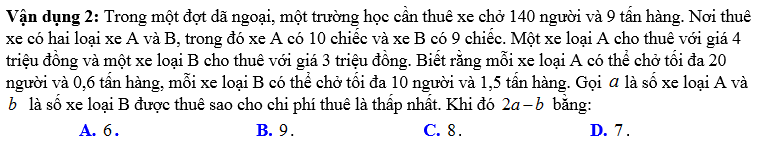 Vận dụng 2: Trong một đợt dã ngoại, một trường học cần thuê xe chở 140 người và 9 tấn hàng. Nơi thuê
xe có hai loại xe A và B, trong đó xe A có 10 chiếc và xe B có 9 chiếc. Một xe loại A cho thuê với giá 4
triệu đồng và một xe loại B cho thuê với giá 3 triệu đồng. Biết rằng mỗi xe loại A có thể chở tối đa 20
người và 0,6 tấn hàng, mỗi xe loại B có thể chở tối đa 10 người và 1,5 tấn hàng. Gọi a là số xe loại A và
b là số xe loại B được thuê sao cho chi phí thuê là thấp nhất. Khi đó 2a−b bằng:
A. 6. B. 9. C. 8. D. 7.